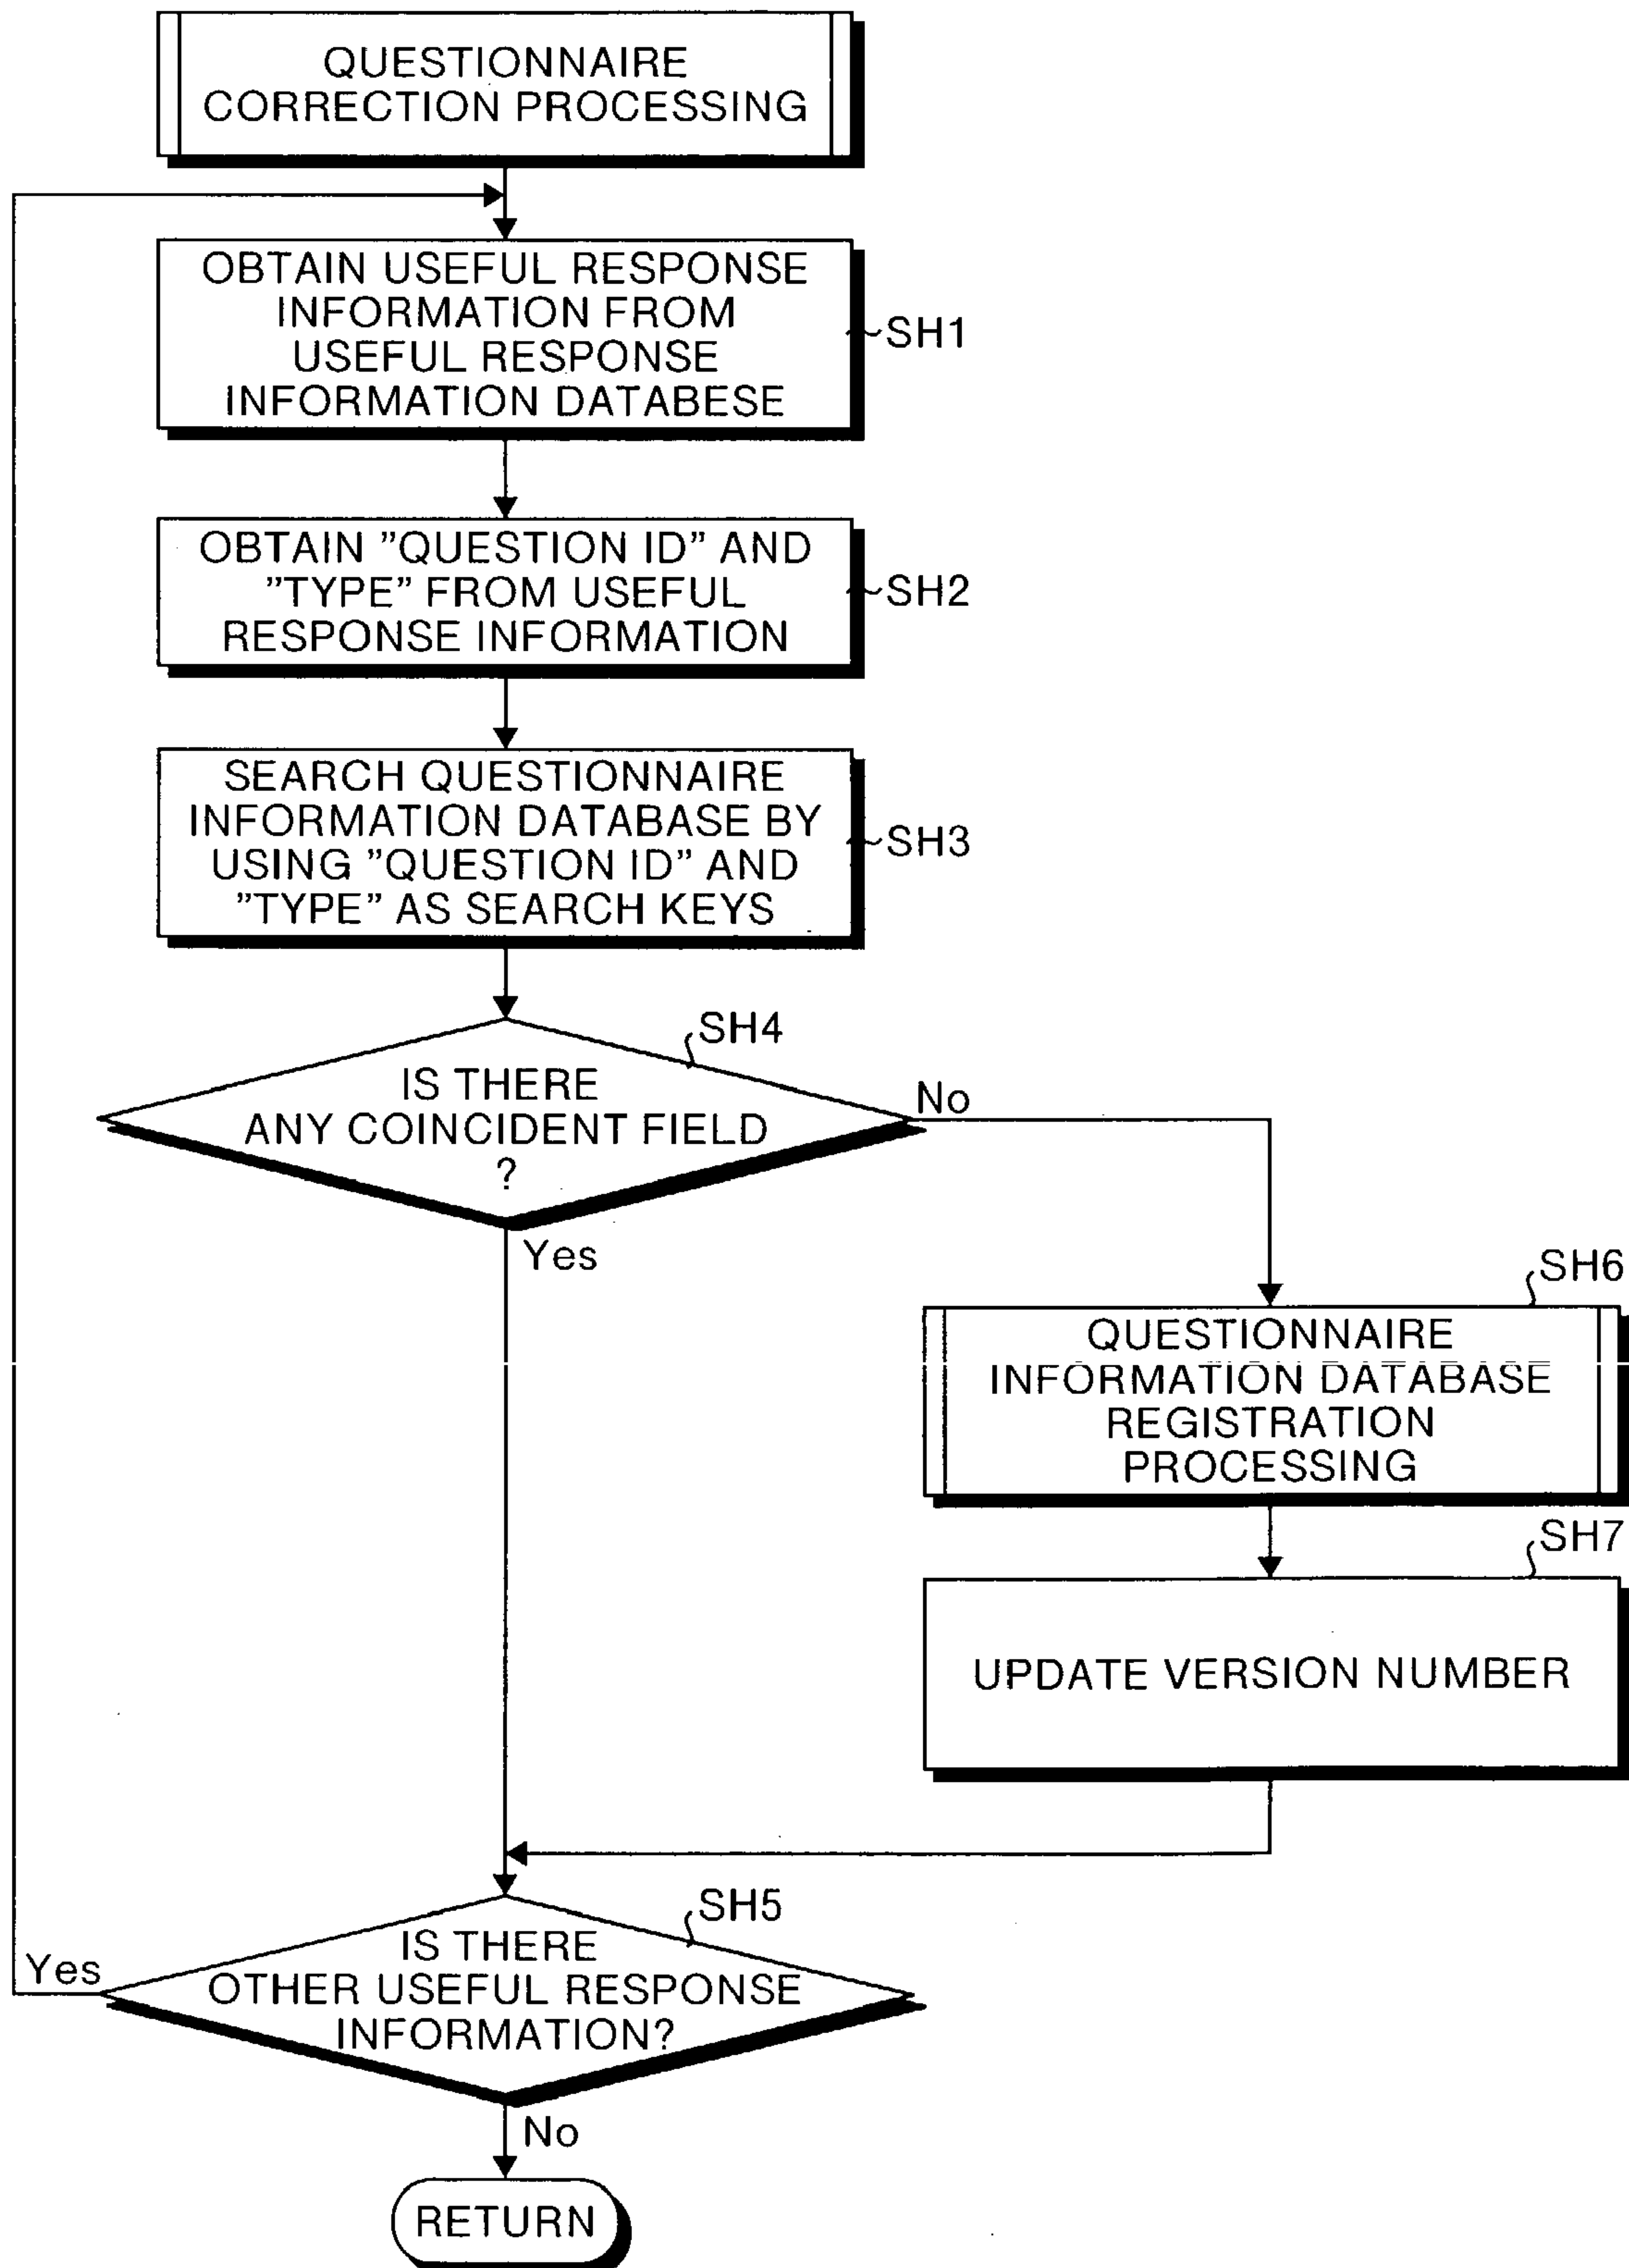 QUESTIONNAIRE
CORRECTION PROCESSING
OBTAIN USEFUL RESPONSE
INFORMATION FROM
USEFUL RESPONSE
INFORMATION DATABESE
SH1
OBTAIN "QUESTION ID" AND
"TYPE" FROM USEFUL
RESPONSE INFORMATION
SH2
SEARCH QUESTIONNAIRE
INFORMATION DATABASE BY
USING "QUESTION ID" AND
"TYPE" AS SEARCH KEYS
SH3
SH4
IS THERE
ANY COINCIDENT FIELD
?
No
Yes
SH6
QUESTIONNAIRE
INFORMATION DATABASE
REGISTRATION
PROCESSING
SH7
UPDATE VERSION NUMBER
SH5
IS THERE
OTHER USEFUL RESPONSE
INFORMATION?
Yes
No
RETURN